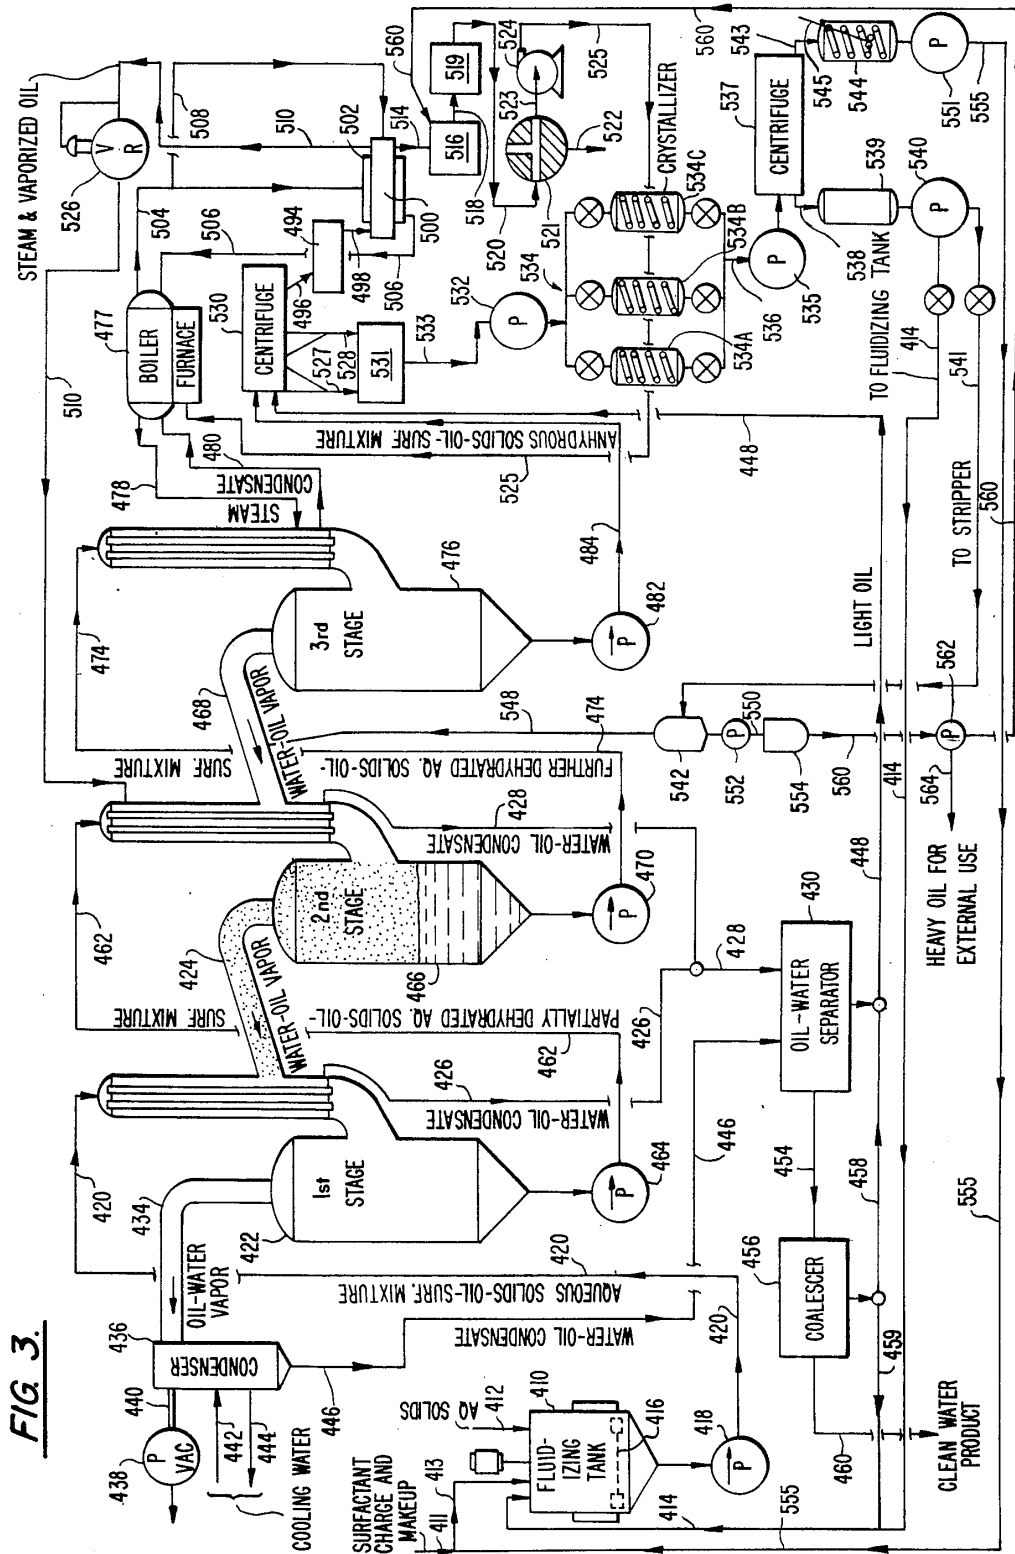 FIG. 3.
438
P
VAC
440
442
444
COOLING WATER
436
CONDENSER
446
434
OIL-WATER
VAPOR
420
422
1st
STAGE
WATER-OIL VAPOR
424
SURF. MIXTURE
462
2nd
STAGE
466
WATER-OIL VAPOR
468
SURF. MIXTURE
474
3rd
STAGE
476
STEAM
478
CONDENSATE
480
510
477
BOILER
FURNACE
STEAM & VAPORIZED OIL
526
V
R
504
506
508
510
502
500
494
496
498
506
514
516
518
519
560
520
521
522
523
524
525
560
530
CENTRIFUGE
527
528
531
533
532
P
534
CRYSTALLIZER
534A
534B
534C
536
535
P
537
CENTRIFUGE
538
539
540
P
543
545
544
551
P
555
TO FLUIDIZING TANK
414
541
560
TO STRIPPER
ANHYDROUS SOLIDS-OIL-SURF. MIXTURE
525
448
484
482
P
548
474
FURTHER DEHYDRATED AQ. SOLIDS-OIL-
428
WATER-OIL CONDENSATE
470
P
PARTIALLY DEHYDRATED AQ. SOLIDS-OIL-
462
426
WATER-OIL CONDENSATE
464
P
420
AQUEOUS SOLIDS-OIL-SURF. MIXTURE
WATER-OIL CONDENSATE
446
426
428
430
OIL-WATER
SEPARATOR
454
456
COALESCER
458
459
460
CLEAN WATER
PRODUCT
448
LIGHT OIL
414
542
552
P
550
554
560
562
P
564
HEAVY OIL FOR
EXTERNAL USE
555
SURFACTANT
CHARGE AND
MAKEUP
411
413
AQ SOLIDS
412
410
FLUID-
IZING
TANK
416
418
P
420
414
555